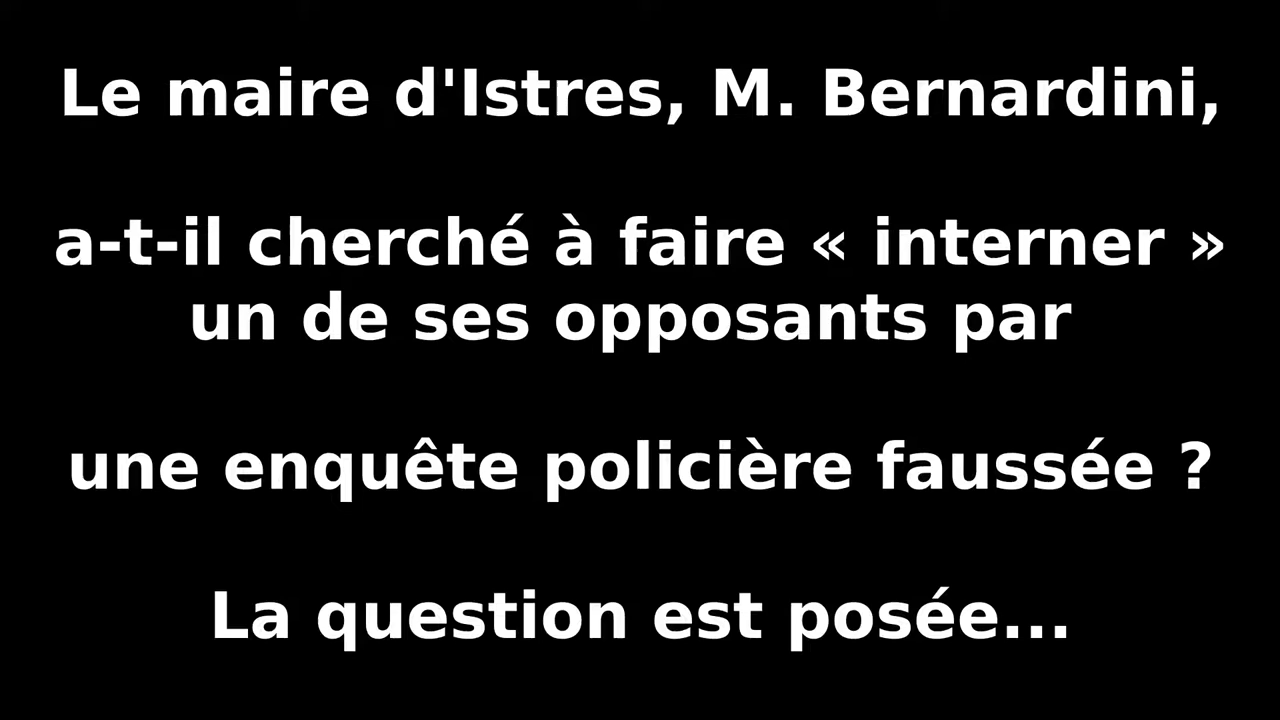 Le maire d'Istres, M. Bernardini,
a-t-il cherché à faire « interner »
un de ses opposants par
une enquête policière faussée ?
La question est posée...